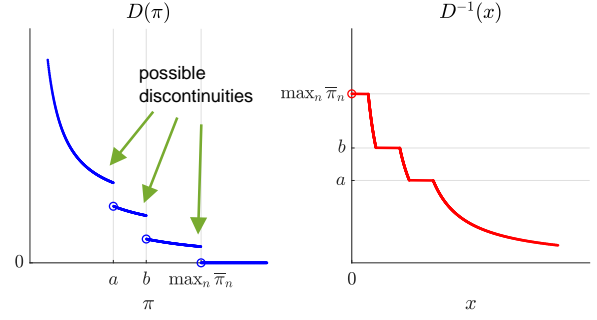 D(π)
possible
discontinuities
0
a b maxₙ π̅ₙ
π
D⁻¹(x)
maxₙ π̅ₙ
b
a
0
x